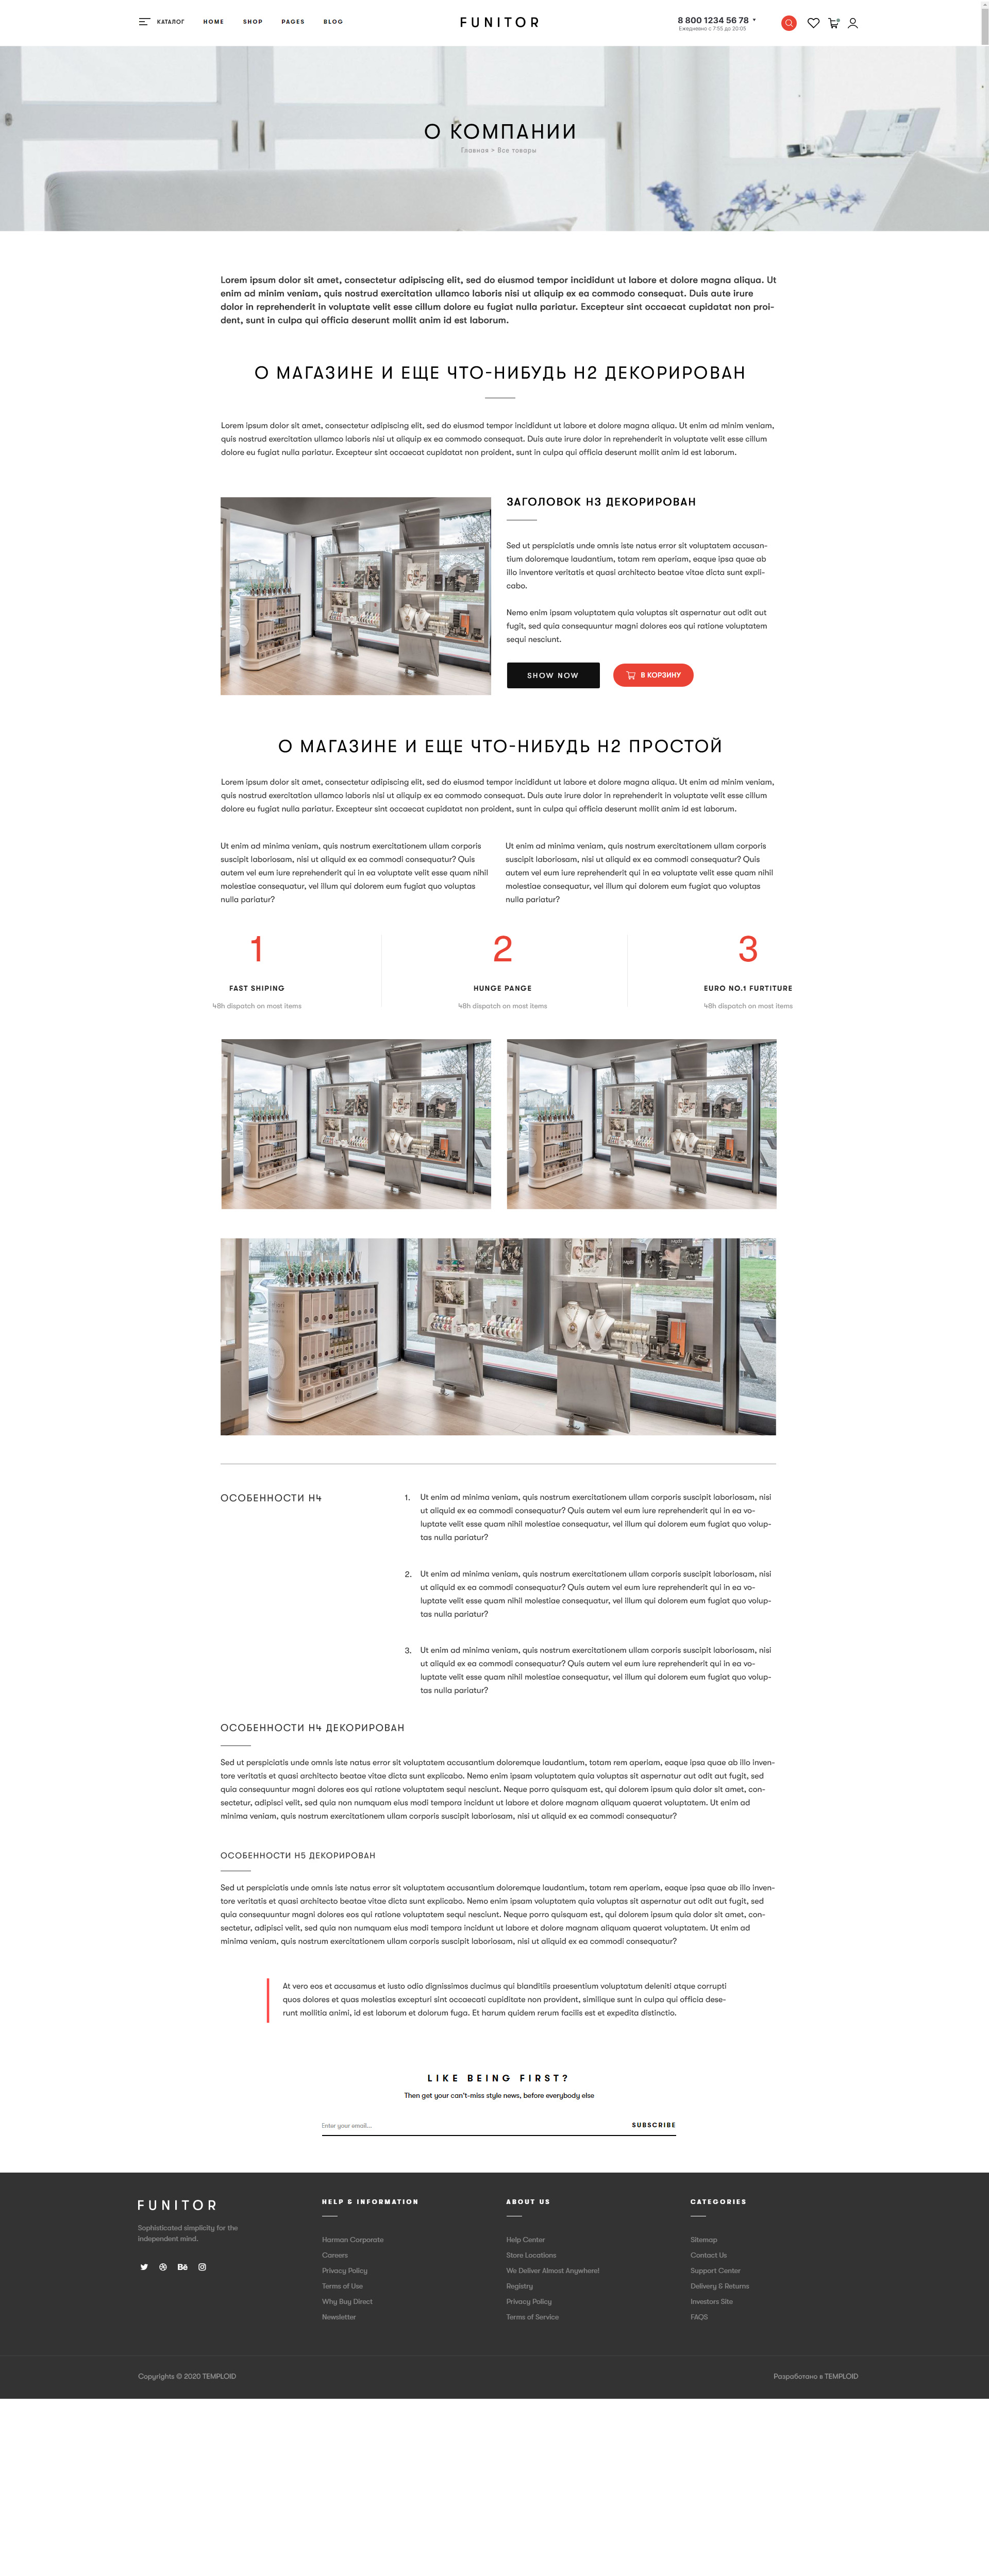 КАТАЛОГ HOME SHOP PAGES BLOG
FUNITOR
8 800 1234 56 78
Ежедневно с 7:55 до 20:05
О КОМПАНИИ
Главная > Все товары
Lorem ipsum dolor sit amet, consectetur adipiscing elit, sed do eiusmod tempor incididunt ut labore et dolore magna aliqua. Ut
enim ad minim veniam, quis nostrud exercitation ullamco laboris nisi ut aliquip ex ea commodo consequat. Duis aute irure
dolor in reprehenderit in voluptate velit esse cillum dolore eu fugiat nulla pariatur. Excepteur sint occaecat cupidatat non proi-
dent, sunt in culpa qui officia deserunt mollit anim id est laborum.
О МАГАЗИНЕ И ЕЩЕ ЧТО-НИБУДЬ H2 ДЕКОРИРОВАН
Lorem ipsum dolor sit amet, consectetur adipiscing elit, sed do eiusmod tempor incididunt ut labore et dolore magna aliqua. Ut enim ad minim veniam,
quis nostrud exercitation ullamco laboris nisi ut aliquip ex ea commodo consequat. Duis aute irure dolor in reprehenderit in voluptate velit esse cillum
dolore eu fugiat nulla pariatur. Excepteur sint occaecat cupidatat non proident, sunt in culpa qui officia deserunt mollit anim id est laborum.
ЗАГОЛОВОК H3 ДЕКОРИРОВАН
Sed ut perspiciatis unde omnis iste natus error sit voluptatem accusan-
tium doloremque laudantium, totam rem aperiam, eaque ipsa quae ab
illo inventore veritatis et quasi architecto beatae vitae dicta sunt expli-
cabo.
Nemo enim ipsam voluptatem quia voluptas sit aspernatur aut odit aut
fugit, sed quia consequuntur magni dolores eos qui ratione voluptatem
sequi nesciunt.
SHOW NOW
В КОРЗИНУ
О МАГАЗИНЕ И ЕЩЕ ЧТО-НИБУДЬ H2 ПРОСТОЙ
Lorem ipsum dolor sit amet, consectetur adipiscing elit, sed do eiusmod tempor incididunt ut labore et dolore magna aliqua. Ut enim ad minim veniam,
quis nostrud exercitation ullamco laboris nisi ut aliquip ex ea commodo consequat. Duis aute irure dolor in reprehenderit in voluptate velit esse cillum
dolore eu fugiat nulla pariatur. Excepteur sint occaecat cupidatat non proident, sunt in culpa qui officia deserunt mollit anim id est laborum.
Ut enim ad minima veniam, quis nostrum exercitationem ullam corporis
suscipit laboriosam, nisi ut aliquid ex ea commodi consequatur? Quis
autem vel eum iure reprehenderit qui in ea voluptate velit esse quam nihil
molestiae consequatur, vel illum qui dolorem eum fugiat quo voluptas
nulla pariatur?
Ut enim ad minima veniam, quis nostrum exercitationem ullam corporis
suscipit laboriosam, nisi ut aliquid ex ea commodi consequatur? Quis
autem vel eum iure reprehenderit qui in ea voluptate velit esse quam nihil
molestiae consequatur, vel illum qui dolorem eum fugiat quo voluptas
nulla pariatur?
1
FAST SHIPING
48h dispatch on most items
2
HUNGE PANGE
48h dispatch on most items
3
EURO NO.1 FURTITURE
48h dispatch on most items
ОСОБЕННОСТИ H4
1. Ut enim ad minima veniam, quis nostrum exercitationem ullam corporis suscipit laboriosam, nisi
ut aliquid ex ea commodi consequatur? Quis autem vel eum iure reprehenderit qui in ea vo-
luptate velit esse quam nihil molestiae consequatur, vel illum qui dolorem eum fugiat quo volup-
tas nulla pariatur?
2. Ut enim ad minima veniam, quis nostrum exercitationem ullam corporis suscipit laboriosam, nisi
ut aliquid ex ea commodi consequatur? Quis autem vel eum iure reprehenderit qui in ea vo-
luptate velit esse quam nihil molestiae consequatur, vel illum qui dolorem eum fugiat quo volup-
tas nulla pariatur?
3. Ut enim ad minima veniam, quis nostrum exercitationem ullam corporis suscipit laboriosam, nisi
ut aliquid ex ea commodi consequatur? Quis autem vel eum iure reprehenderit qui in ea vo-
luptate velit esse quam nihil molestiae consequatur, vel illum qui dolorem eum fugiat quo volup-
tas nulla pariatur?
ОСОБЕННОСТИ H4 ДЕКОРИРОВАН
Sed ut perspiciatis unde omnis iste natus error sit voluptatem accusantium doloremque laudantium, totam rem aperiam, eaque ipsa quae ab illo inven-
tore veritatis et quasi architecto beatae vitae dicta sunt explicabo. Nemo enim ipsam voluptatem quia voluptas sit aspernatur aut odit aut fugit, sed
quia consequuntur magni dolores eos qui ratione voluptatem sequi nesciunt. Neque porro quisquam est, qui dolorem ipsum quia dolor sit amet, con-
sectetur, adipisci velit, sed quia non numquam eius modi tempora incidunt ut labore et dolore magnam aliquam quaerat voluptatem. Ut enim ad
minima veniam, quis nostrum exercitationem ullam corporis suscipit laboriosam, nisi ut aliquid ex ea commodi consequatur?
ОСОБЕННОСТИ H5 ДЕКОРИРОВАН
Sed ut perspiciatis unde omnis iste natus error sit voluptatem accusantium doloremque laudantium, totam rem aperiam, eaque ipsa quae ab illo inven-
tore veritatis et quasi architecto beatae vitae dicta sunt explicabo. Nemo enim ipsam voluptatem quia voluptas sit aspernatur aut odit aut fugit, sed
quia consequuntur magni dolores eos qui ratione voluptatem sequi nesciunt. Neque porro quisquam est, qui dolorem ipsum quia dolor sit amet, con-
sectetur, adipisci velit, sed quia non numquam eius modi tempora incidunt ut labore et dolore magnam aliquam quaerat voluptatem. Ut enim ad
minima veniam, quis nostrum exercitationem ullam corporis suscipit laboriosam, nisi ut aliquid ex ea commodi consequatur?
At vero eos et accusamus et iusto odio dignissimos ducimus qui blanditiis praesentium voluptatum deleniti atque corrupti
quos dolores et quas molestias excepturi sint occaecati cupiditate non provident, similique sunt in culpa qui officia dese-
runt mollitia animi, id est laborum et dolorum fuga. Et harum quidem rerum facilis est et expedita distinctio.
LIKE BEING FIRST?
Then get your can't-miss style news, before everybody else
Enter your email...
SUBSCRIBE
FUNITOR
Sophisticated simplicity for the
independent mind.
Bē
HELP & INFORMATION
Harman Corporate
Careers
Privacy Policy
Terms of Use
Why Buy Direct
Newsletter
ABOUT US
Help Center
Store Locations
We Deliver Almost Anywhere!
Registry
Privacy Policy
Terms of Service
CATEGORIES
Sitemap
Contact Us
Support Center
Delivery & Returns
Investors Site
FAQS
Copyrights © 2020 TEMPLOID
Разработано в TEMPLOID